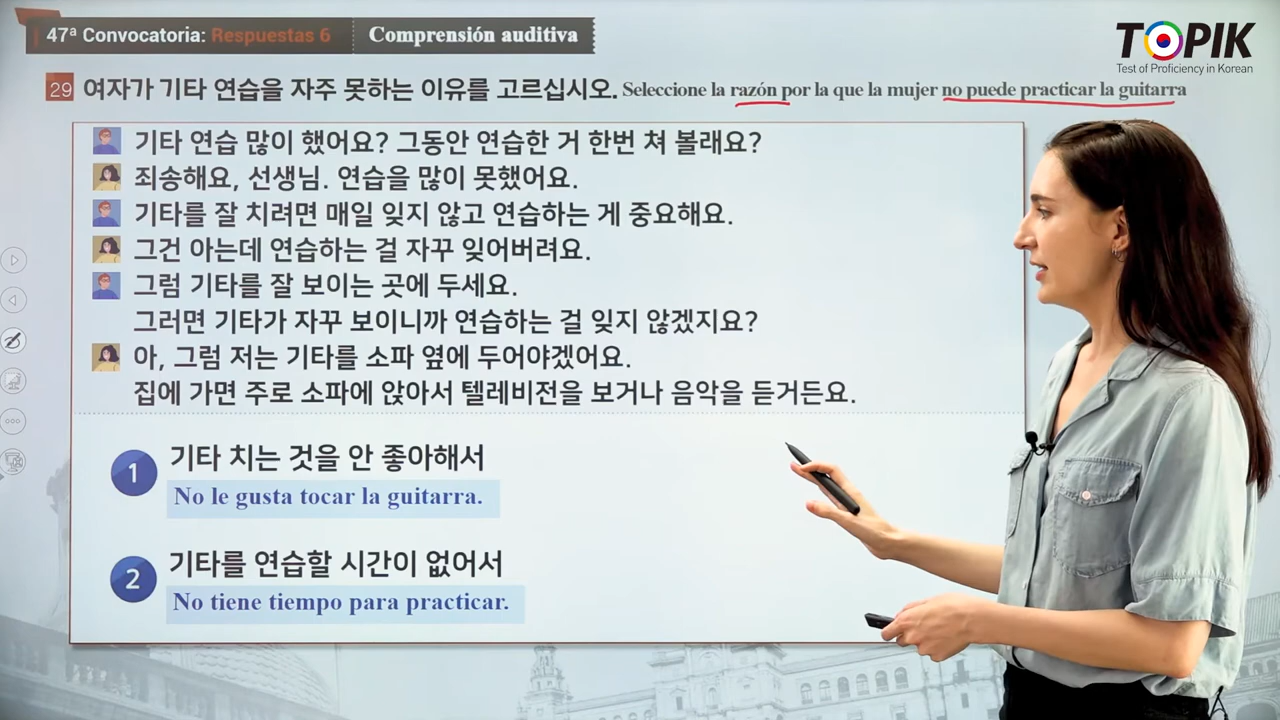 47ª Convocatoria: Respuestas 6 Comprensión auditiva
TOPIK
Test of Proficiency in Korean
29 여자가 기타 연습을 자주 못하는 이유를 고르십시오. Seleccione la razón por la que la mujer no puede practicar la guitarra
기타 연습 많이 했어요? 그동안 연습한 거 한번 쳐 볼래요?
죄송해요, 선생님. 연습을 많이 못했어요.
기타를 잘 치려면 매일 잊지 않고 연습하는 게 중요해요.
그건 아는데 연습하는 걸 자꾸 잊어버려요.
그럼 기타를 잘 보이는 곳에 두세요.
그러면 기타가 자꾸 보이니까 연습하는 걸 잊지 않겠지요?
아, 그럼 저는 기타를 소파 옆에 두어야겠어요.
집에 가면 주로 소파에 앉아서 텔레비전을 보거나 음악을 듣거든요.
1 기타 치는 것을 안 좋아해서
No le gusta tocar la guitarra.
2 기타를 연습할 시간이 없어서
No tiene tiempo para practicar.